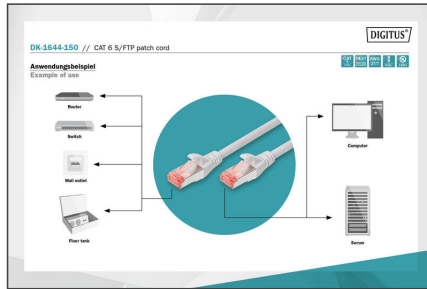 DIGITUS®
DK-1644-150 // CAT 6 S/FTP patch cord
Anwendungsbeispiel
Example of use
Router
Switch
Wall outlet
Floor tank
Computer
Server